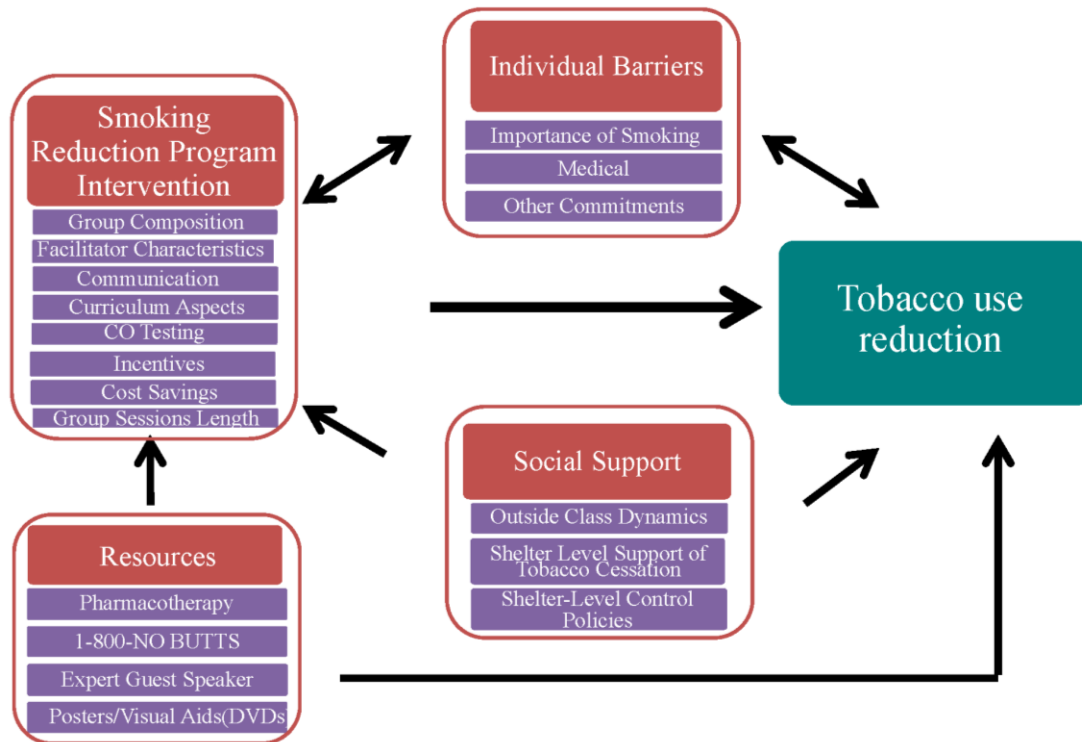 Smoking
Reduction Program
Intervention
Group Composition
Facilitator Characteristics
Communication
Curriculum Aspects
CO Testing
Incentives
Cost Savings
Group Sessions Length
Individual Barriers
Importance of Smoking
Medical
Other Commitments
Tobacco use
reduction
Social Support
Outside Class Dynamics
Shelter Level Support of
Tobacco Cessation
Shelter-Level Control
Policies
Resources
Pharmacotherapy
1-800-NO BUTTS
Expert Guest Speaker
Posters/Visual Aids(DVDs)